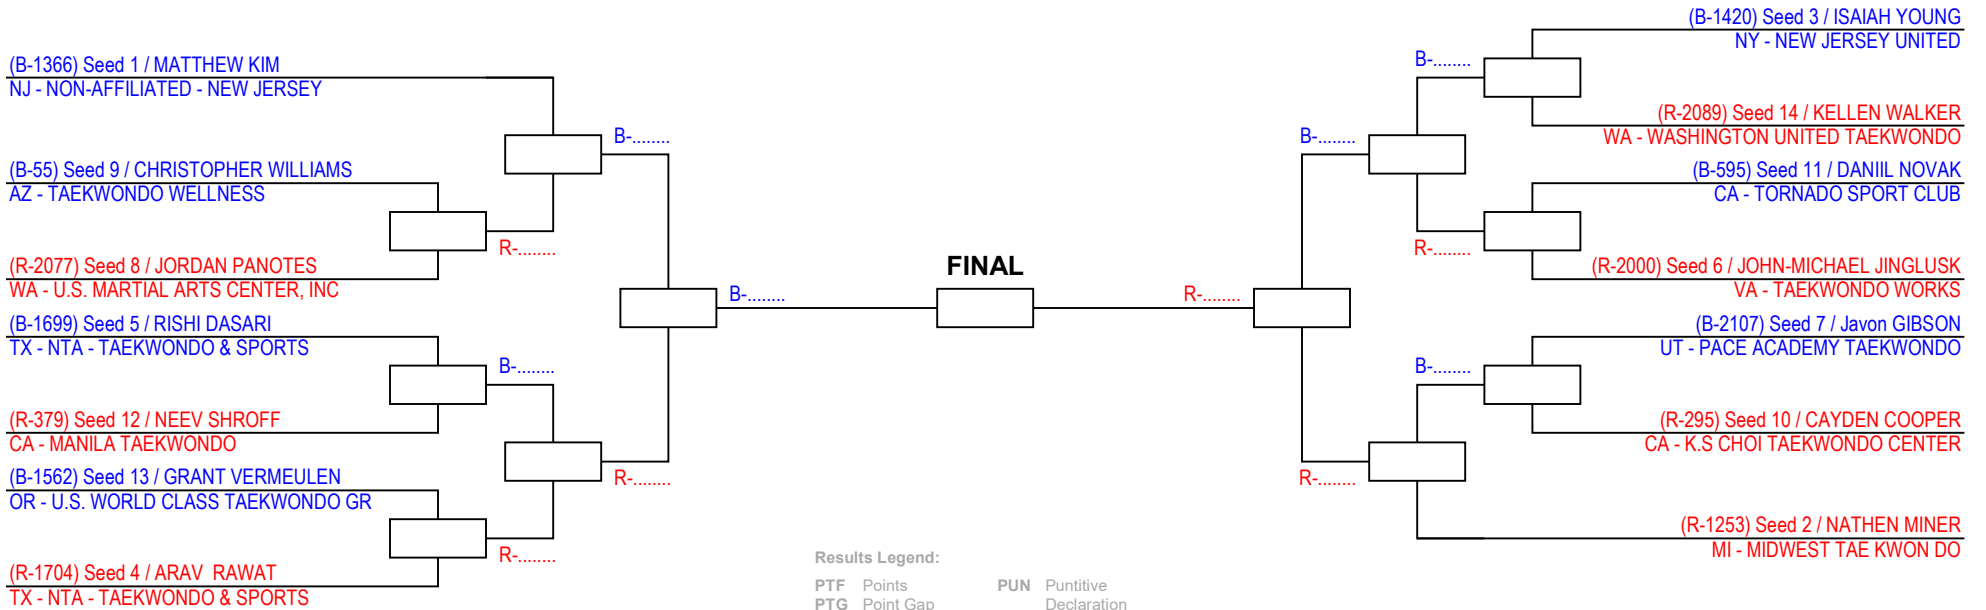 (B-1366) Seed 1 / MATTHEW KIM
NJ - NON-AFFILIATED - NEW JERSEY
(B-55) Seed 9 / CHRISTOPHER WILLIAMS
AZ - TAEKWONDO WELLNESS
(R-2077) Seed 8 / JORDAN PANOTES
WA - U.S. MARTIAL ARTS CENTER, INC
(B-1699) Seed 5 / RISHI DASARI
TX - NTA - TAEKWONDO & SPORTS
(R-379) Seed 12 / NEEV SHROFF
CA - MANILA TAEKWONDO
(B-1562) Seed 13 / GRANT VERMEULEN
OR - U.S. WORLD CLASS TAEKWONDO GR
(R-1704) Seed 4 / ARAV  RAWAT
TX - NTA - TAEKWONDO & SPORTS
R-........
B-........
R-........
B-........
R-........
B-........
FINAL
R-........
B-........
R-........
B-........
R-........
B-........
(B-1420) Seed 3 / ISAIAH YOUNG
NY - NEW JERSEY UNITED
(R-2089) Seed 14 / KELLEN WALKER
WA - WASHINGTON UNITED TAEKWONDO
(B-595) Seed 11 / DANIIL NOVAK
CA - TORNADO SPORT CLUB
(R-2000) Seed 6 / JOHN-MICHAEL JINGLUSK
VA - TAEKWONDO WORKS
(B-2107) Seed 7 / Javon GIBSON
UT - PACE ACADEMY TAEKWONDO
(R-295) Seed 10 / CAYDEN COOPER
CA - K.S CHOI TAEKWONDO CENTER
(R-1253) Seed 2 / NATHEN MINER
MI - MIDWEST TAE KWON DO
Results Legend:
PTF Points PUN Puntitive
PTG Point Gap Declaration